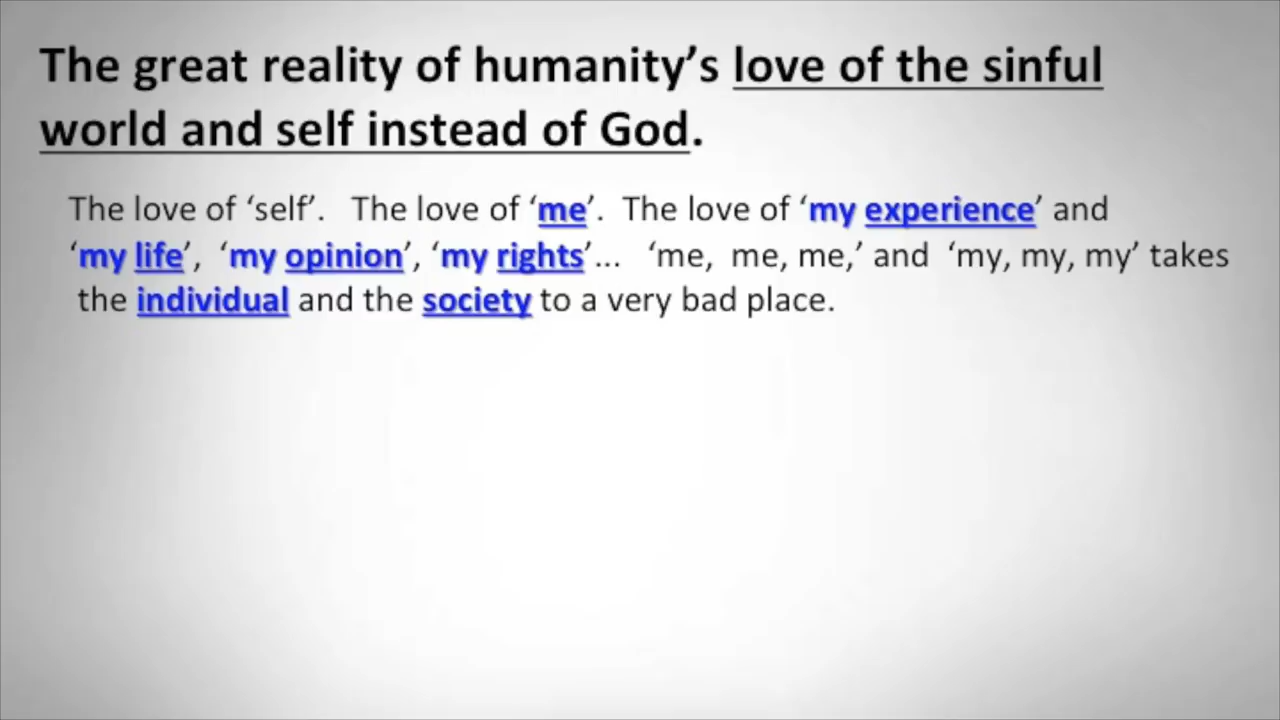 The great reality of humanity’s love of the sinful
world and self instead of God.
The love of ‘self’. The love of ‘me’. The love of ‘my experience’ and
‘my life’, ‘my opinion’, ‘my rights’... ‘me, me, me,’ and ‘my, my, my’ takes
the individual and the society to a very bad place.